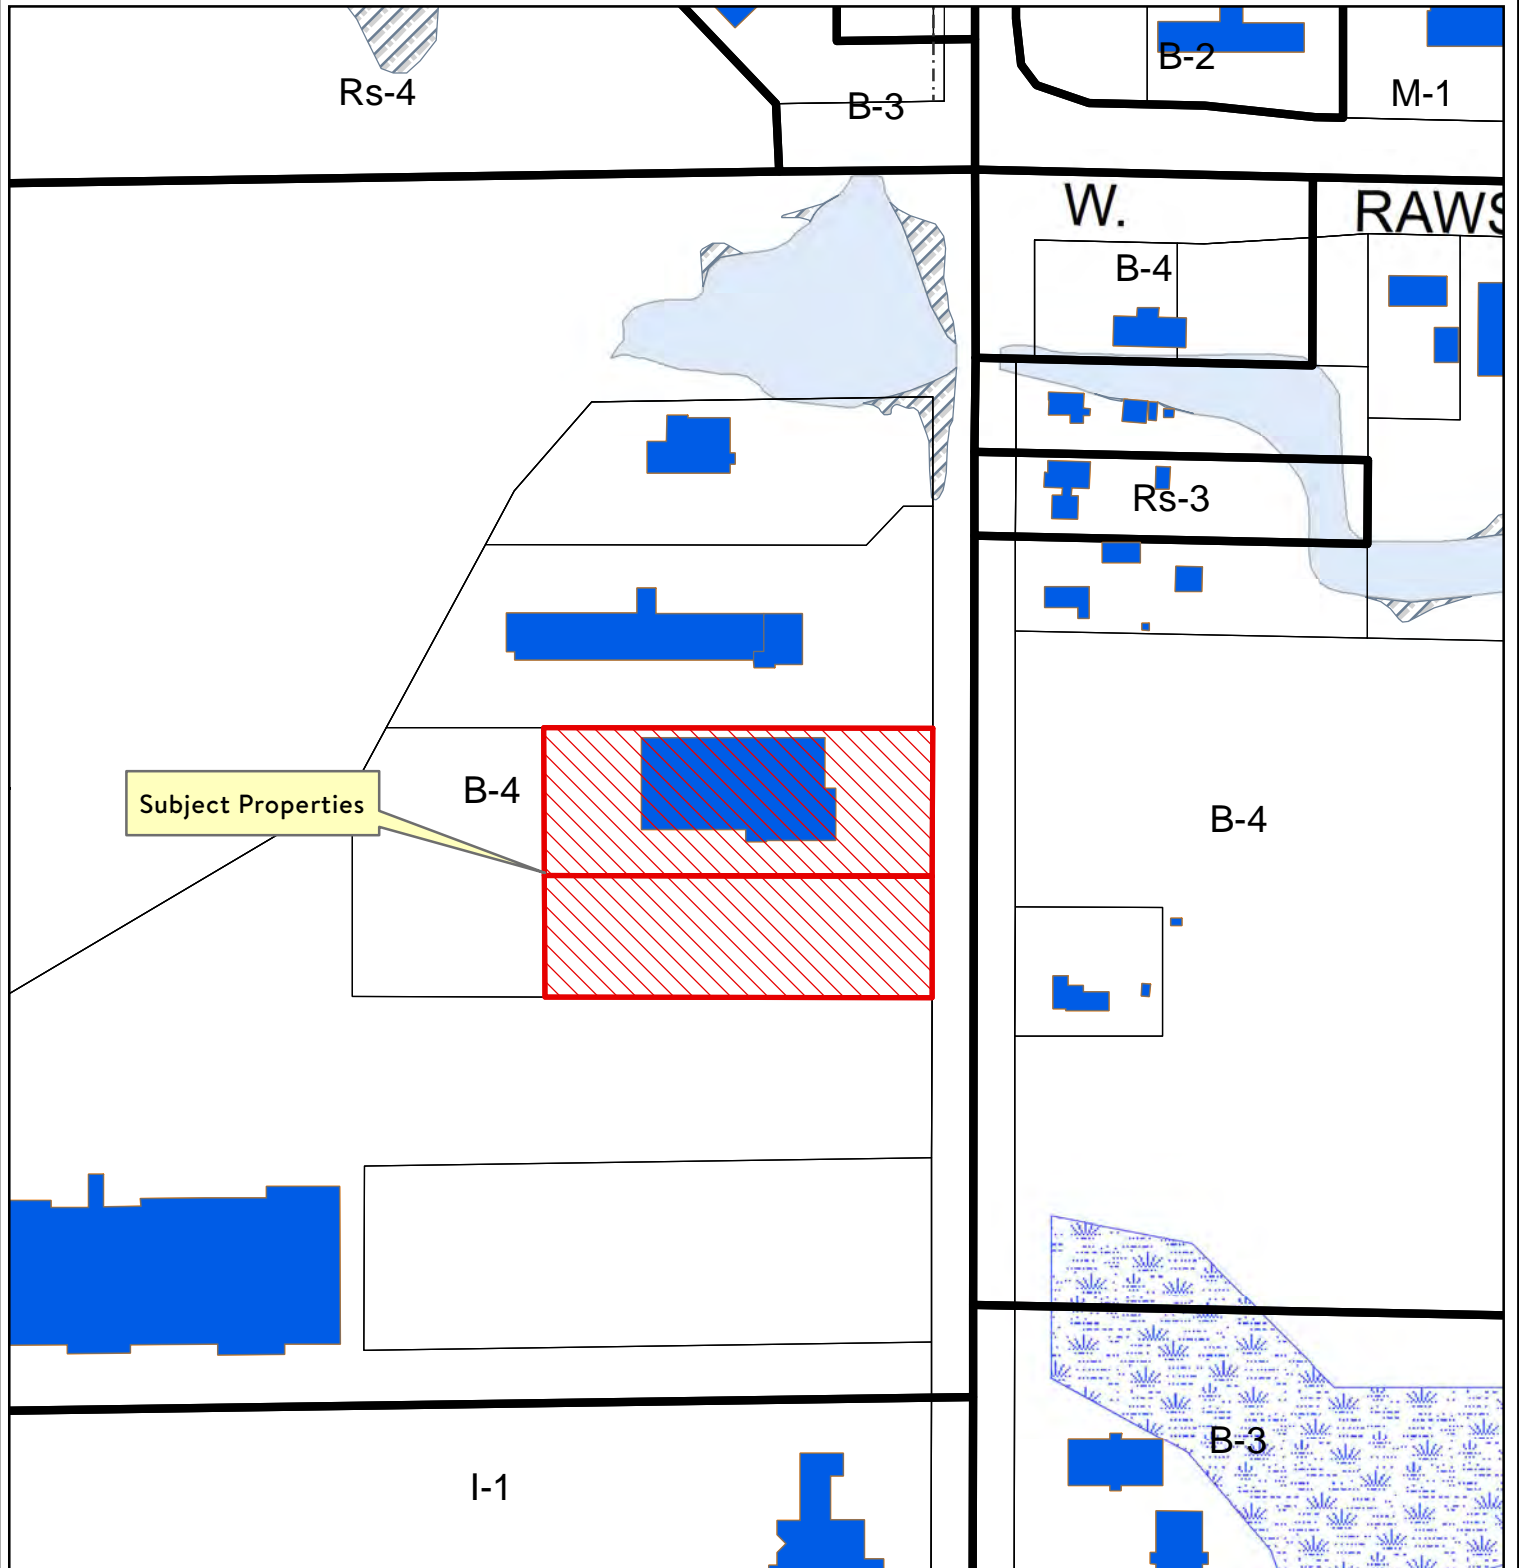 B-2
Rs-4
B-3
M-1
W.
RAWS
B-4
Rs-3
B-4
Subject Properties
B-4
B-3
I-1